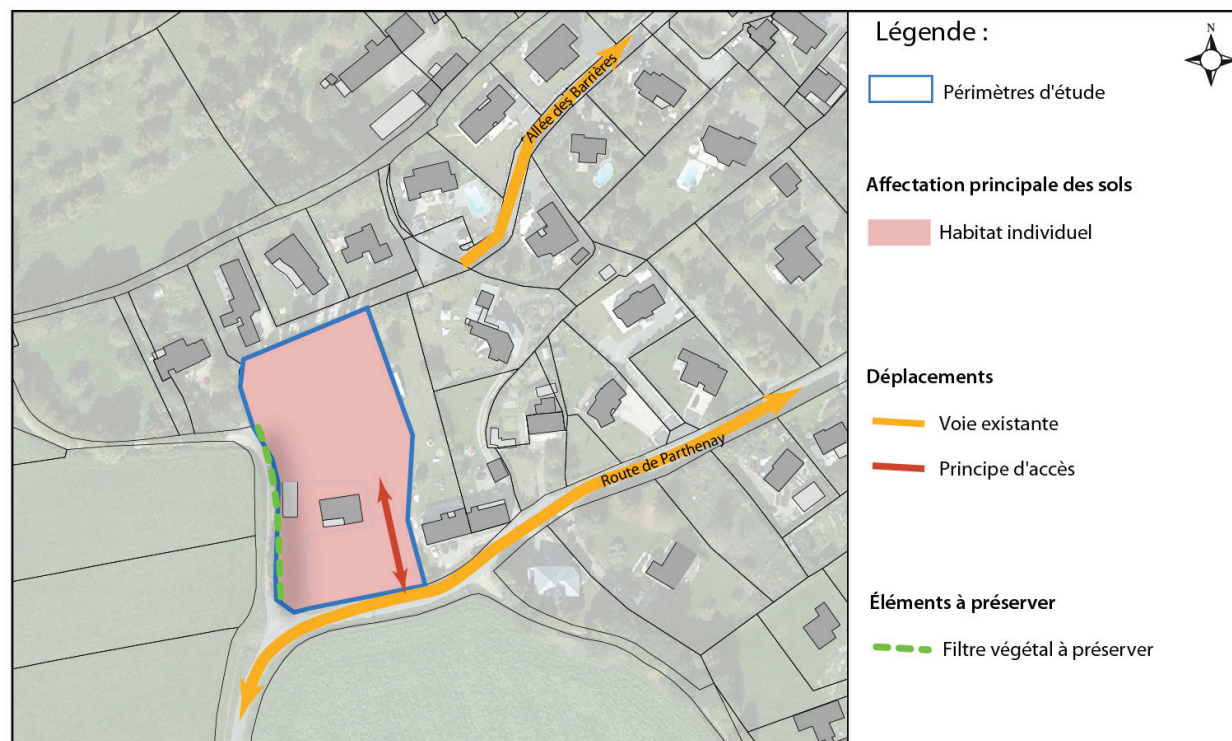 Allée des Barrières
Route de Parthenay
Légende :
N
Périmètres d'étude
Affectation principale des sols
Habitat individuel
Déplacements
Voie existante
Principe d'accès
Éléments à préserver
Filtre végétal à préserver